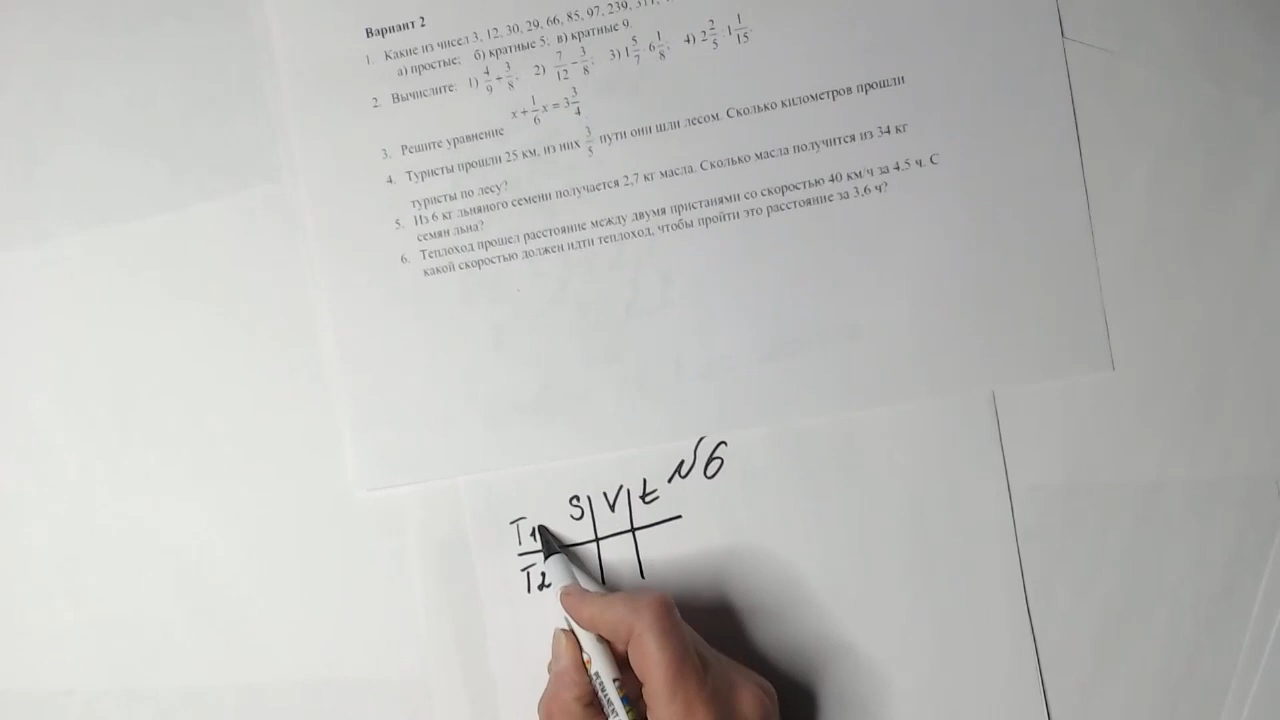 Вариант 2
1. Какие из чисел 3, 12, 30, 29, 66, 85, 97, 239, 311,
а) простые; б) кратные 5; в) кратные 9.
2. Вычислите: 1) 4/9 + 3/8; 2) 7/12 − 3/8; 3) 1 5/7 · 6 1/8; 4) 2 2/5 : 1 1/15.
3. Решите уравнение x + 1/6 x = 3 3/4
4. Туристы прошли 25 км, из них 3/5 пути они шли лесом. Сколько километров прошли
туристы по лесу?
5. Из 6 кг льняного семени получается 2,7 кг масла. Сколько масла получится из 34 кг
семян льна?
6. Теплоход прошел расстояние между двумя пристанями со скоростью 40 км/ч за 4,5 ч. С
какой скоростью должен идти теплоход, чтобы пройти это расстояние за 3,6 ч?
N6
S V t
T1
T2
PERMANENT